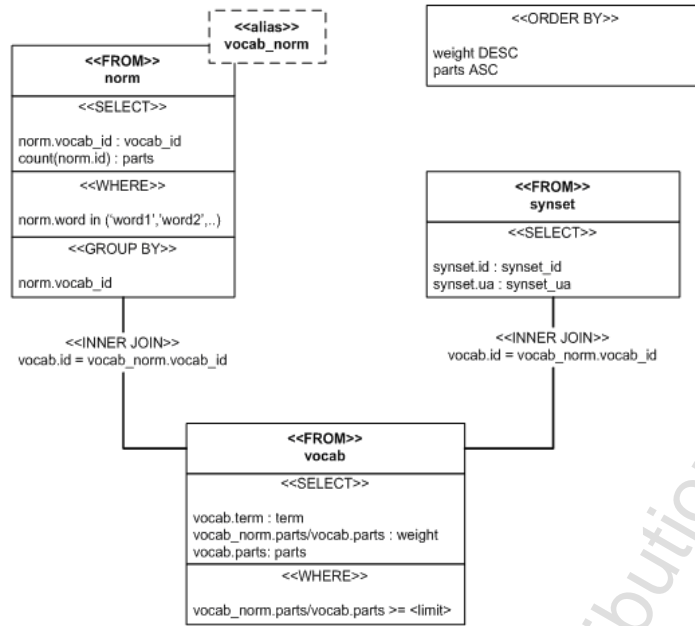 <<alias>>
vocab_norm
<<FROM>>
norm
<<SELECT>>
norm.vocab_id : vocab_id
count(norm.id) : parts
<<WHERE>>
norm.word in ('word1','word2',..)
<<GROUP BY>>
norm.vocab_id
<<ORDER BY>>
weight DESC
parts ASC
<<FROM>>
synset
<<SELECT>>
synset.id : synset_id
synset.ua : synset_ua
<<INNER JOIN>>
vocab.id = vocab_norm.vocab_id
<<INNER JOIN>>
vocab.id = vocab_norm.vocab_id
<<FROM>>
vocab
<<SELECT>>
vocab.term : term
vocab_norm.parts/vocab.parts : weight
vocab.parts: parts
<<WHERE>>
vocab_norm.parts/vocab.parts >= <limit>